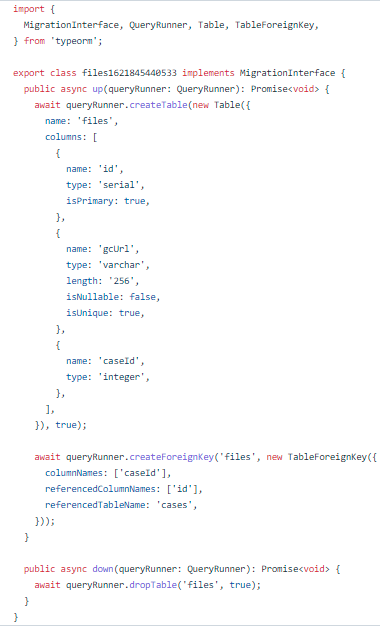 import {
  MigrationInterface, QueryRunner, Table, TableForeignKey,
} from 'typeorm';

export class files1621845440533 implements MigrationInterface {
  public async up(queryRunner: QueryRunner): Promise<void> {
    await queryRunner.createTable(new Table({
      name: 'files',
      columns: [
        {
          name: 'id',
          type: 'serial',
          isPrimary: true,
        },
        {
          name: 'gcUrl',
          type: 'varchar',
          length: '256',
          isNullable: false,
          isUnique: true,
        },
        {
          name: 'caseId',
          type: 'integer',
        },
      ],
    }), true);

    await queryRunner.createForeignKey('files', new TableForeignKey({
      columnNames: ['caseId'],
      referencedColumnNames: ['id'],
      referencedTableName: 'cases',
    }));
  }

  public async down(queryRunner: QueryRunner): Promise<void> {
    await queryRunner.dropTable('files', true);
  }
}